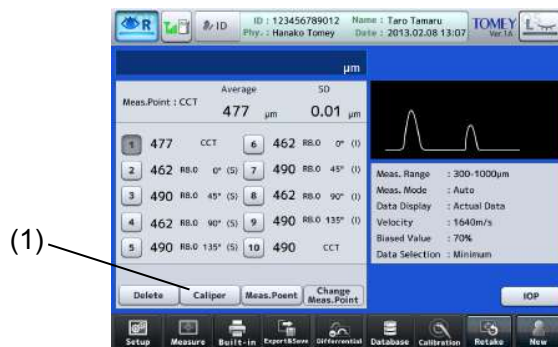 R
ID
ID : 123456789012 Name : Taro Tamaru
Phy. : Hanako Tomey Date : 2013.02.08 13:07
TOMEY
Ver.1A
L
µm
Average SD
Meas.Point : CCT 477 µm 0.01 µm
1 477 CCT 6 462 R8.0 0° (I)
2 462 R8.0 0° (S) 7 490 R8.0 45° (I)
3 490 R8.0 45° (S) 8 462 R8.0 90° (I)
4 462 R8.0 90° (S) 9 490 R8.0 135° (I)
5 490 R8.0 135° (S) 10 490 CCT
Meas. Range : 300-1000µm
Meas. Mode : Auto
Data Display : Actual Data
Velocity : 1640m/s
Biased Value : 70%
Data Selection : Minimum
(1)
Delete Caliper Meas.Poent Change Meas.Point
IOP
Setup Measure Built-in Export&Save Differrential Database Calibration Retake New